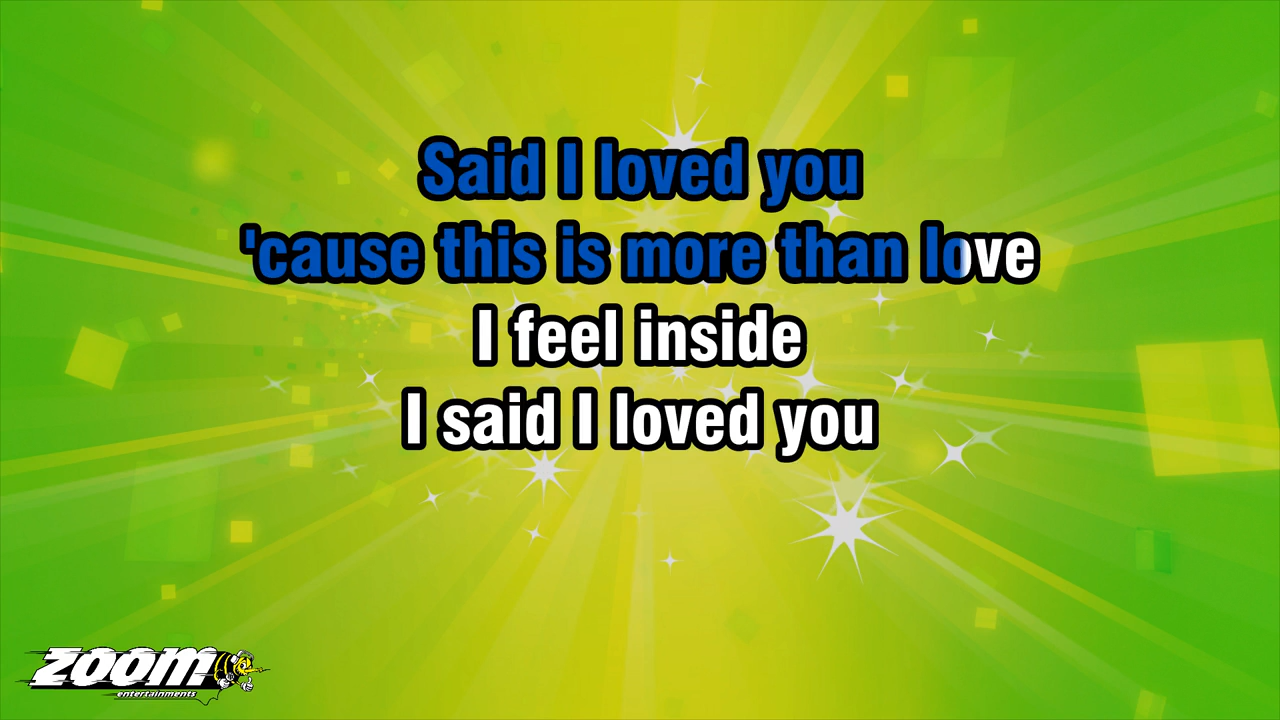 Said I loved you
'cause this is more than love
I feel inside
I said I loved you
ZOOM
entertainments